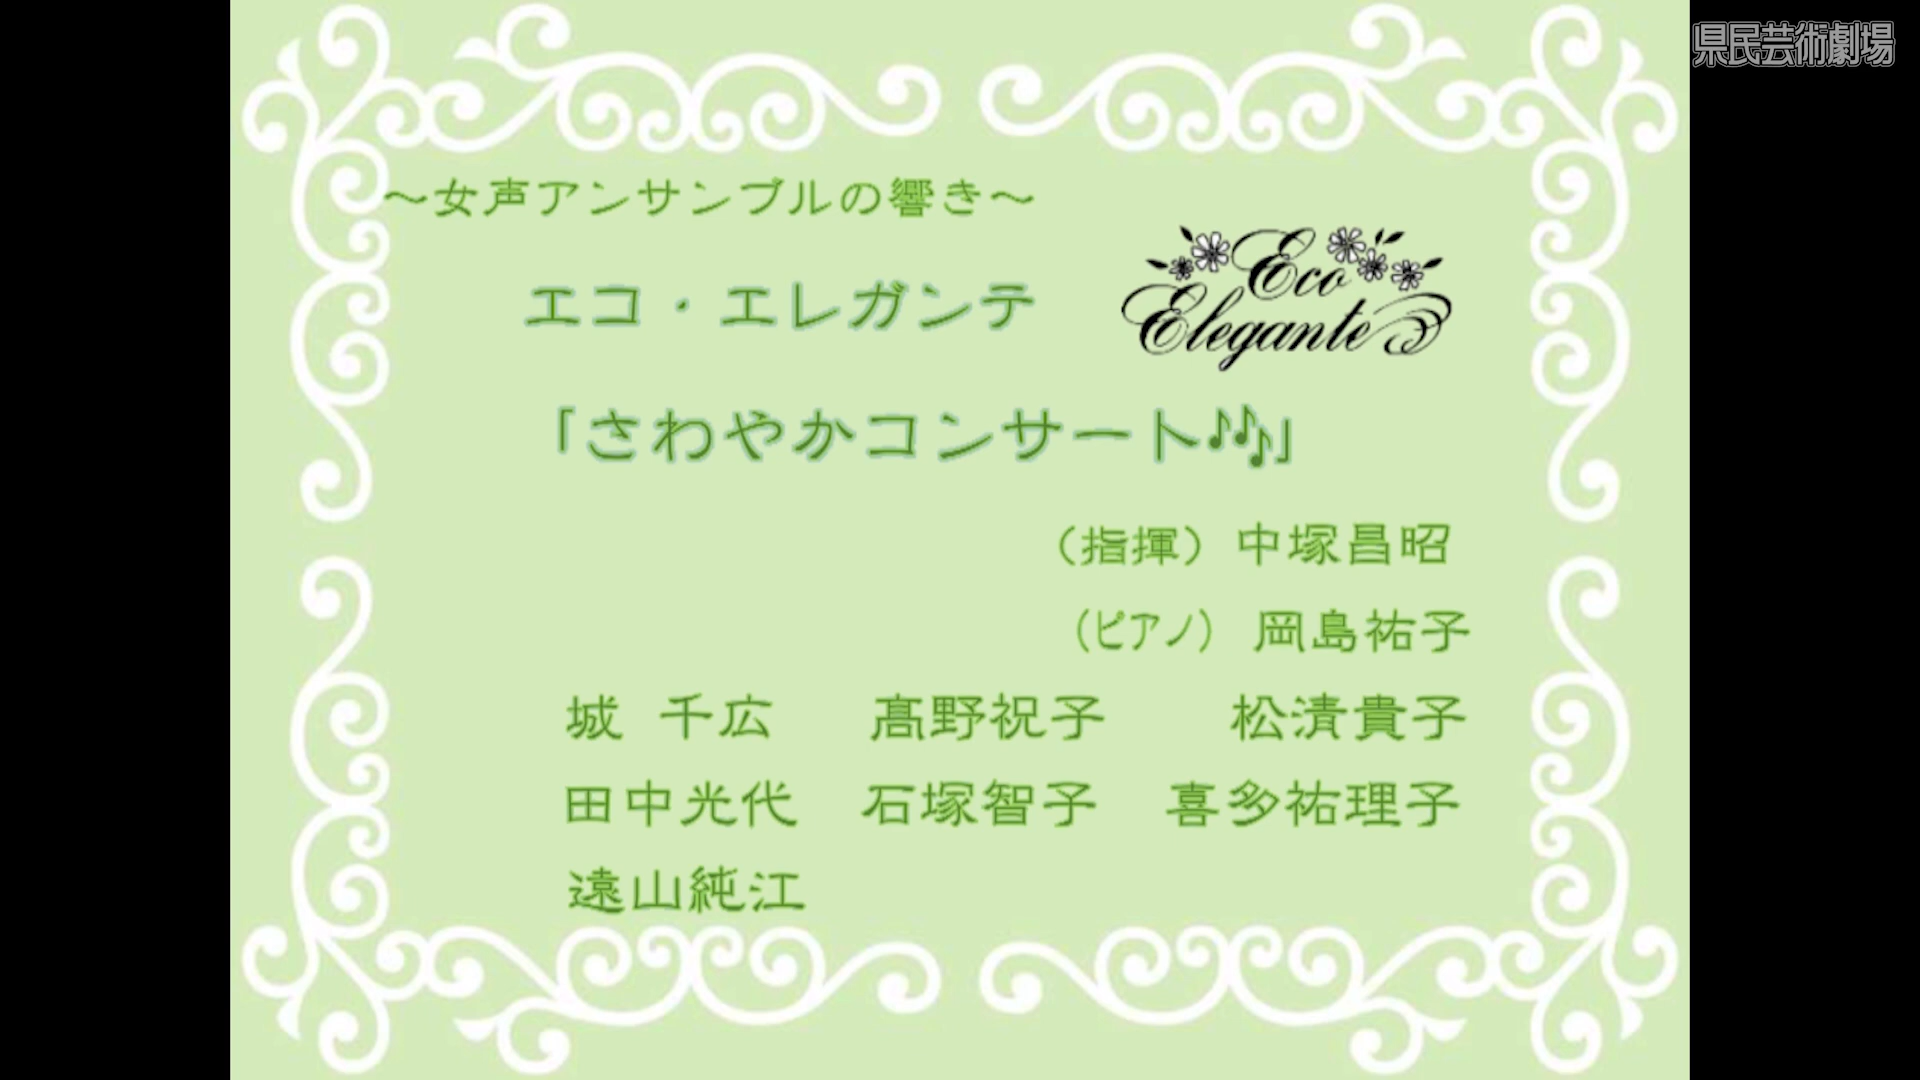 県民芸術劇場
～女声アンサンブルの響き～
エコ・エレガンテ
Eco
Elegante
「さわやかコンサート♪♪♪」
（指揮）中塚昌昭
（ピアノ） 岡島祐子
城 千広 髙野祝子 松清貴子
田中光代 石塚智子 喜多祐理子
遠山純江